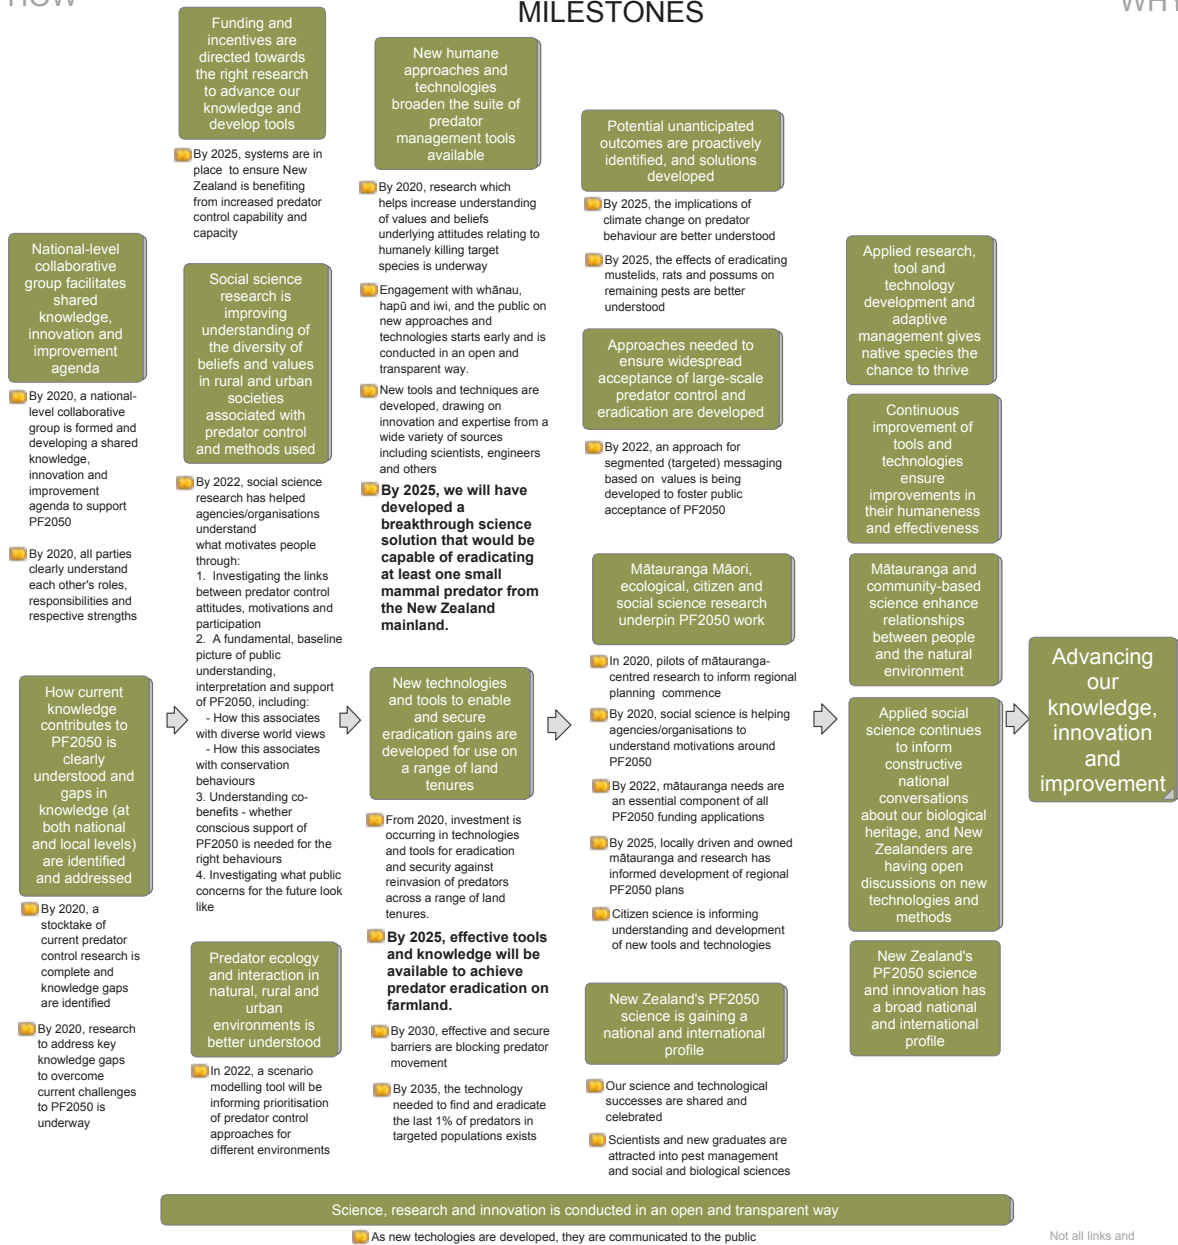 HOW
MILESTONES
WHY
Funding and
incentives are
directed towards
the right research
to advance our
knowledge and
develop tools
By 2025, systems are in
place to ensure New
Zealand is benefiting
from increased predator
control capability and
capacity
New humane
approaches and
technologies
broaden the suite of
predator
management tools
available
By 2020, research which
helps increase understanding
of values and beliefs
underlying attitudes relating to
humanely killing target
species is underway
Engagement with whānau,
hapū and iwi, and the public on
new approaches and
technologies starts early and is
conducted in an open and
transparent way.
New tools and techniques are
developed, drawing on
innovation and expertise from a
wide variety of sources
including scientists, engineers
and others
By 2025, we will have
developed a
breakthrough science
solution that would be
capable of eradicating
at least one small
mammal predator from
the New Zealand
mainland.
Potential unanticipated
outcomes are proactively
identified, and solutions
developed
By 2025, the implications of
climate change on predator
behaviour are better understood
By 2025, the effects of eradicating
mustelids, rats and possums on
remaining pests are better
understood
National-level
collaborative
group facilitates
shared
knowledge,
innovation and
improvement
agenda
By 2020, a national-
level collaborative
group is formed and
developing a shared
knowledge,
innovation and
improvement
agenda to support
PF2050
By 2020, all parties
clearly understand
each other's roles,
responsibilities and
respective strengths
Social science
research is
improving
understanding of
the diversity of
beliefs and values
in rural and urban
societies
associated with
predator control
and methods used
By 2022, social science
research has helped
agencies/organisations
understand
what motivates people
through:
1. Investigating the links
between predator control
attitudes, motivations and
participation
2. A fundamental, baseline
picture of public
understanding,
interpretation and support
of PF2050, including:
- How this associates
with diverse world views
- How this associates
with conservation
behaviours
3. Understanding co-
benefits - whether
conscious support of
PF2050 is needed for the
right behaviours
4. Investigating what public
concerns for the future look
like
Approaches needed to
ensure widespread
acceptance of large-scale
predator control and
eradication are developed
By 2022, an approach for
segmented (targeted) messaging
based on values is being
developed to foster public
acceptance of PF2050
Applied research,
tool and
technology
development and
adaptive
management gives
native species the
chance to thrive
Continuous
improvement of
tools and
technologies
ensure
improvements in
their humaneness
and effectiveness
Mātauranga and
community-based
science enhance
relationships
between people
and the natural
environment
Mātauranga Māori,
ecological, citizen and
social science research
underpin PF2050 work
In 2020, pilots of mātauranga-
centred research to inform regional
planning commence
By 2020, social science is helping
agencies/organisations to
understand motivations around
PF2050
By 2022, mātauranga needs are
an essential component of all
PF2050 funding applications
By 2025, locally driven and owned
mātauranga and research has
informed development of regional
PF2050 plans
Citizen science is informing
understanding and development
of new tools and technologies
How current
knowledge
contributes to
PF2050 is
clearly
understood and
gaps in
knowledge (at
both national
and local levels)
are identified
and addressed
By 2020, a
stocktake of
current predator
control research is
complete and
knowledge gaps
are identified
By 2020, research
to address key
knowledge gaps
to overcome
current challenges
to PF2050 is
underway
New technologies
and tools to enable
and secure
eradication gains are
developed for use on
a range of land
tenures
From 2020, investment is
occurring in technologies
and tools for eradication
and security against
reinvasion of predators
across a range of land
tenures.
By 2025, effective tools
and knowledge will be
available to achieve
predator eradication on
farmland.
By 2030, effective and secure
barriers are blocking predator
movement
By 2035, the technology
needed to find and eradicate
the last 1% of predators in
targeted populations exists
Applied social
science continues
to inform
constructive
national
conversations
about our biological
heritage, and New
Zealanders are
having open
discussions on new
technologies and
methods
Advancing
our
knowledge,
innovation
and
improvement
Predator ecology
and interaction in
natural, rural and
urban
environments is
better understood
In 2022, a scenario
modelling tool will be
informing prioritisation
of predator control
approaches for
different environments
New Zealand's PF2050
science is gaining a
national and international
profile
Our science and technological
successes are shared and
celebrated
Scientists and new graduates are
attracted into pest management
and social and biological sciences
New Zealand's
PF2050 science
and innovation has
a broad national
and international
profile
Science, research and innovation is conducted in an open and transparent way
As new techologies are developed, they are communicated to the public
Not all links and